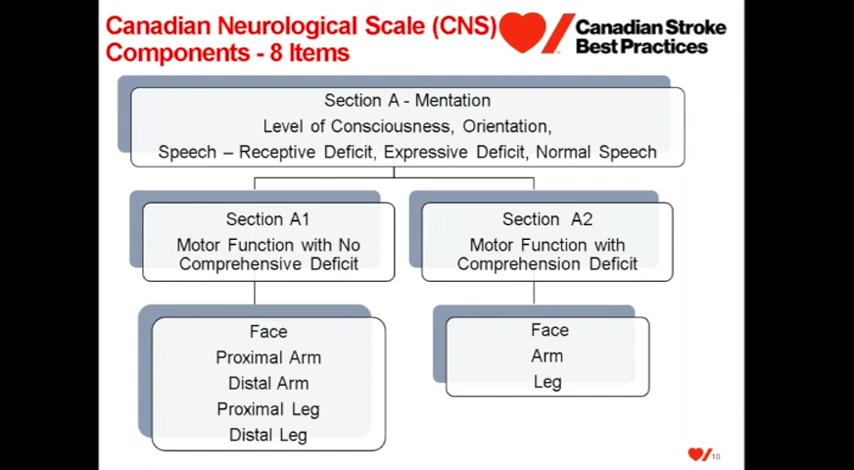 Canadian Neurological Scale (CNS)
Components - 8 Items
Canadian Stroke
Best Practices
Section A - Mentation
Level of Consciousness, Orientation,
Speech – Receptive Deficit, Expressive Deficit, Normal Speech
Section A1
Motor Function with No
Comprehensive Deficit
Section A2
Motor Function with
Comprehension Deficit
Face
Proximal Arm
Distal Arm
Proximal Leg
Distal Leg
Face
Arm
Leg
10